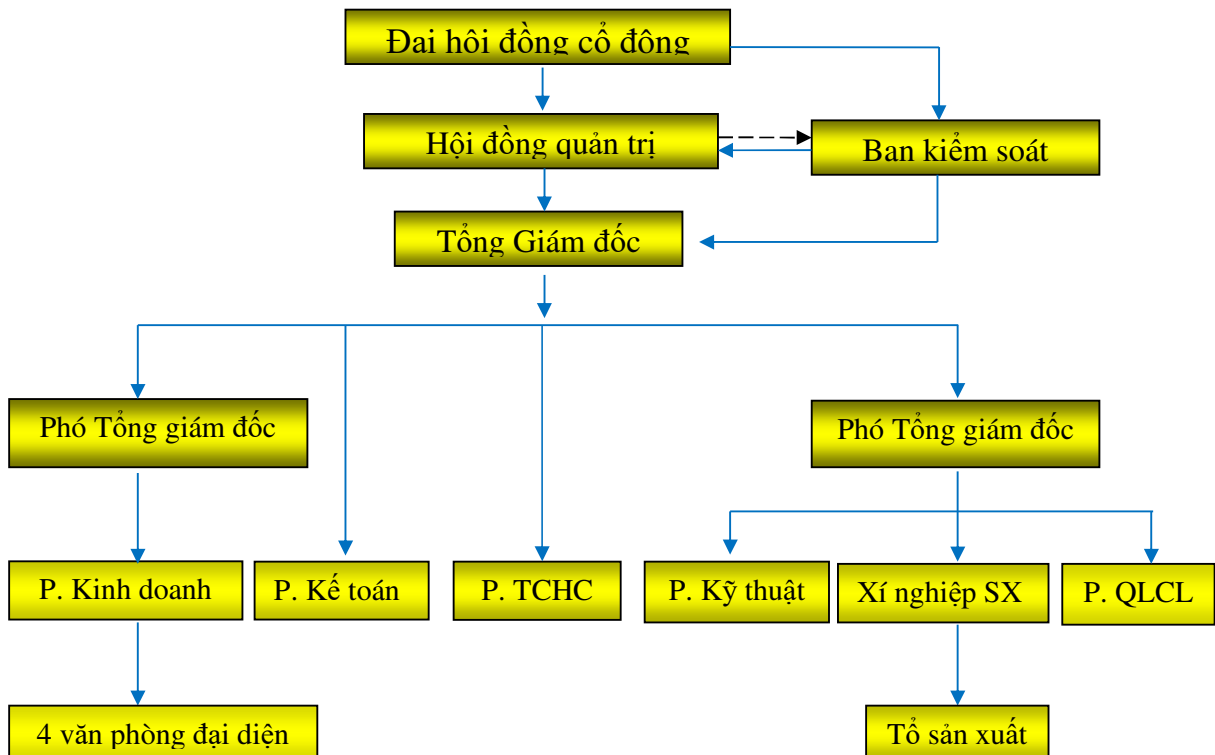 Đại hội đồng cổ đông
Hội đồng quản trị
Ban kiểm soát
Tổng Giám đốc
Phó Tổng giám đốc
Phó Tổng giám đốc
P. Kinh doanh
P. Kế toán
P. TCHC
P. Kỹ thuật
Xí nghiệp SX
P. QLCL
4 văn phòng đại diện
Tổ sản xuất